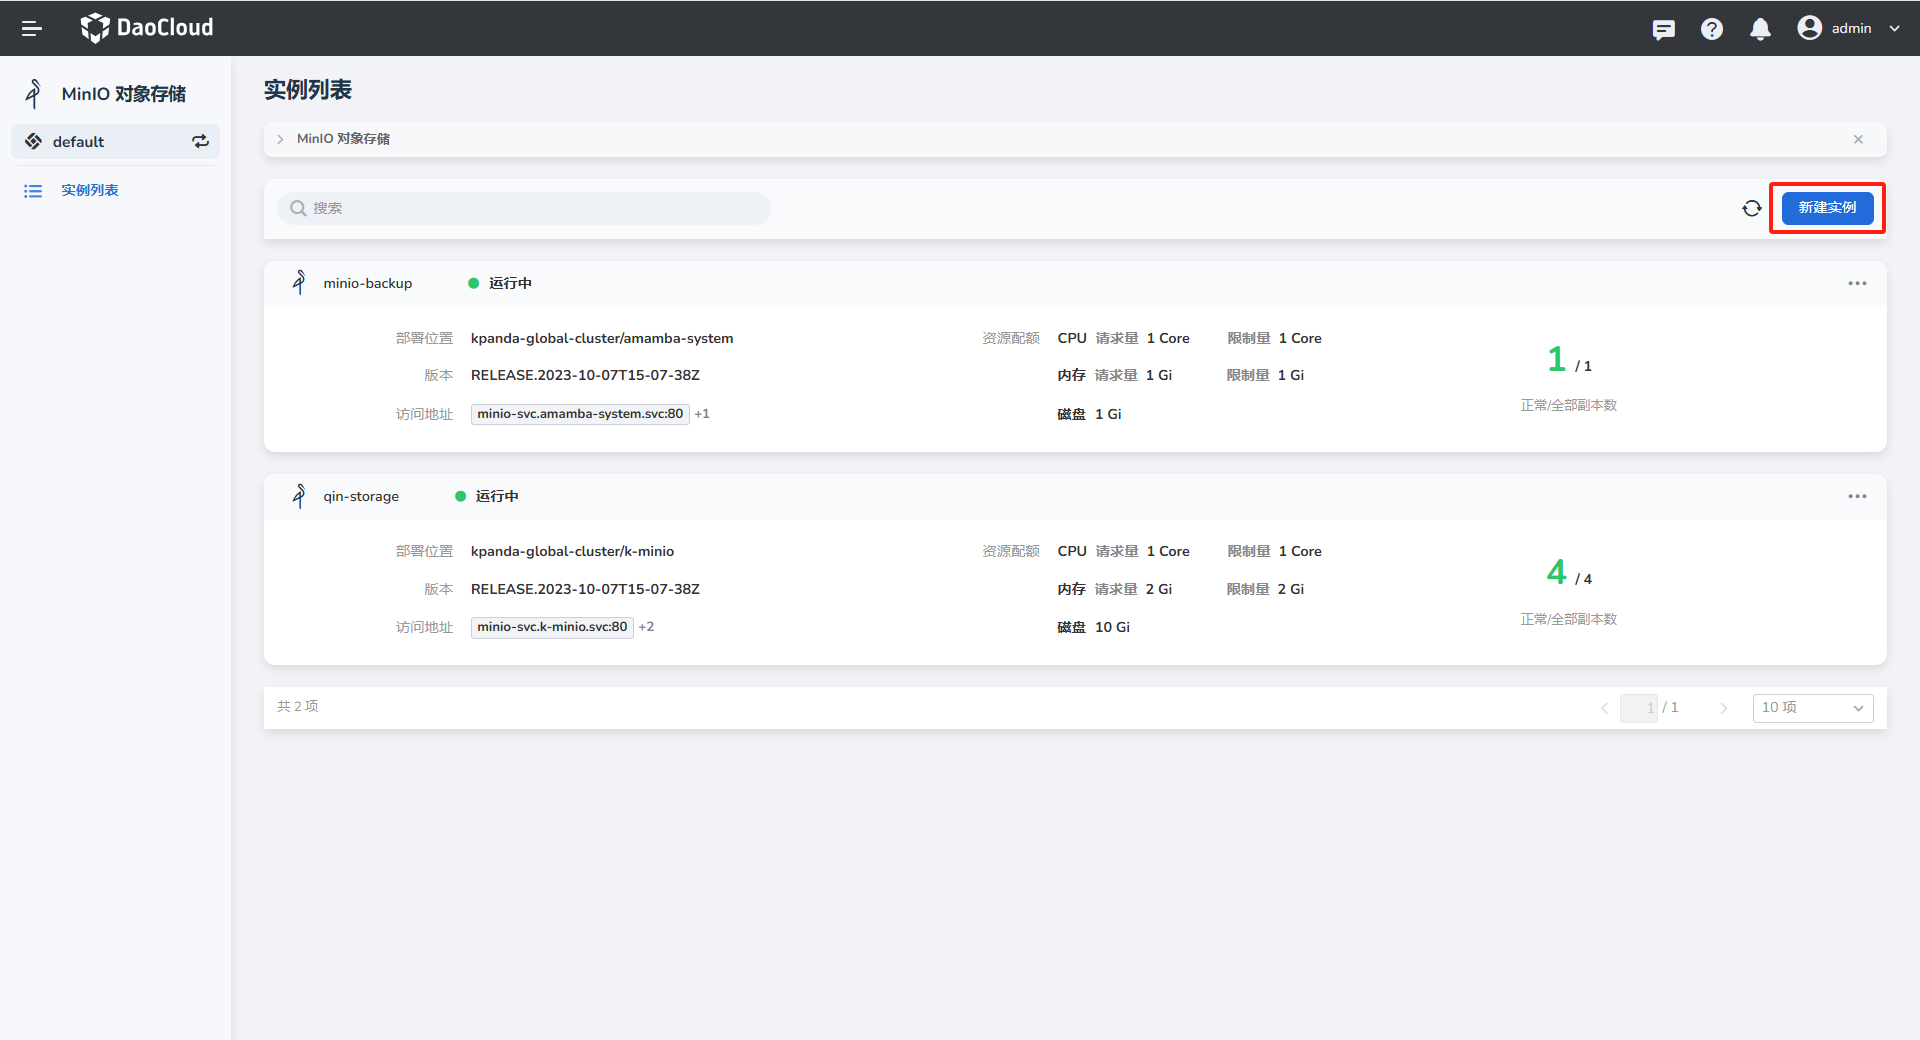 DaoCloud
admin
MinIO 对象存储
default
实例列表
实例列表
MinIO 对象存储
搜索
新建实例
minio-backup
运行中
部署位置 kpanda-global-cluster/amamba-system
资源配额 CPU 请求量 1 Core 限制量 1 Core
1 / 1
版本 RELEASE.2023-10-07T15-07-38Z
内存 请求量 1 Gi 限制量 1 Gi
正常/全部副本数
访问地址 minio-svc.amamba-system.svc:80 +1
磁盘 1 Gi
qin-storage
运行中
部署位置 kpanda-global-cluster/k-minio
资源配额 CPU 请求量 1 Core 限制量 1 Core
4 / 4
版本 RELEASE.2023-10-07T15-07-38Z
内存 请求量 2 Gi 限制量 2 Gi
正常/全部副本数
访问地址 minio-svc.k-minio.svc:80 +2
磁盘 10 Gi
共 2 项
1 / 1
10 项